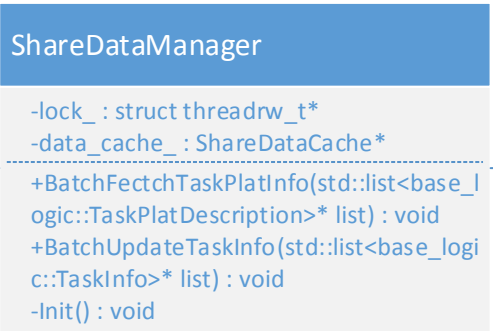 ShareDataManager
-lock_ : struct threadrw_t*
-data_cache_ : ShareDataCache*
+BatchFectchTaskPlatInfo(std::list<base_l
ogic::TaskPlatDescription>* list) : void
+BatchUpdateTaskInfo(std::list<base_logi
c::TaskInfo>* list) : void
-Init() : void